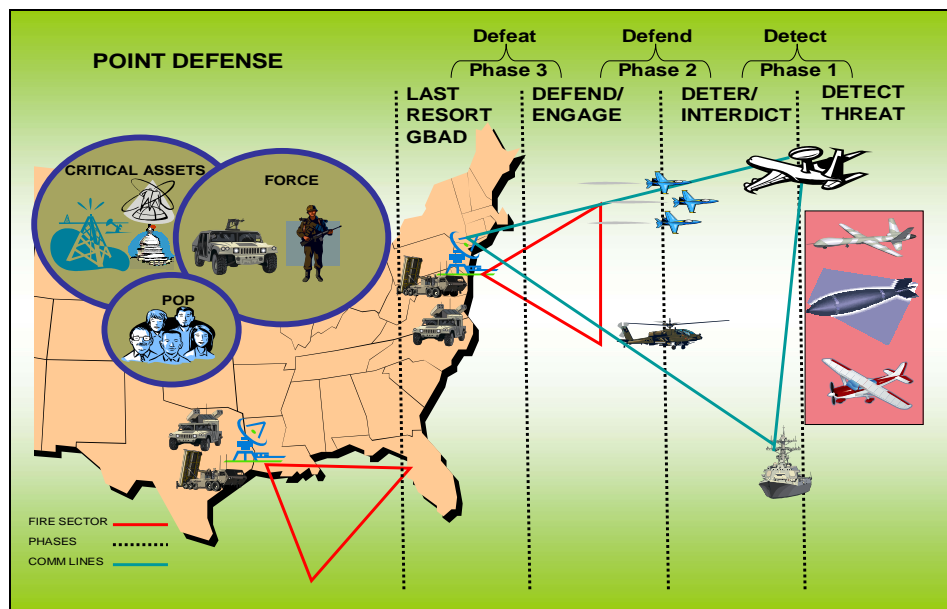 POINT DEFENSE
Defeat
Defend
Detect
Phase 3
Phase 2
Phase 1
LAST
RESORT
GBAD
DEFEND/
ENGAGE
DETER/
INTERDICT
DETECT
THREAT
CRITICAL ASSETS
FORCE
POP
FIRE SECTOR
PHASES
COMM LINES